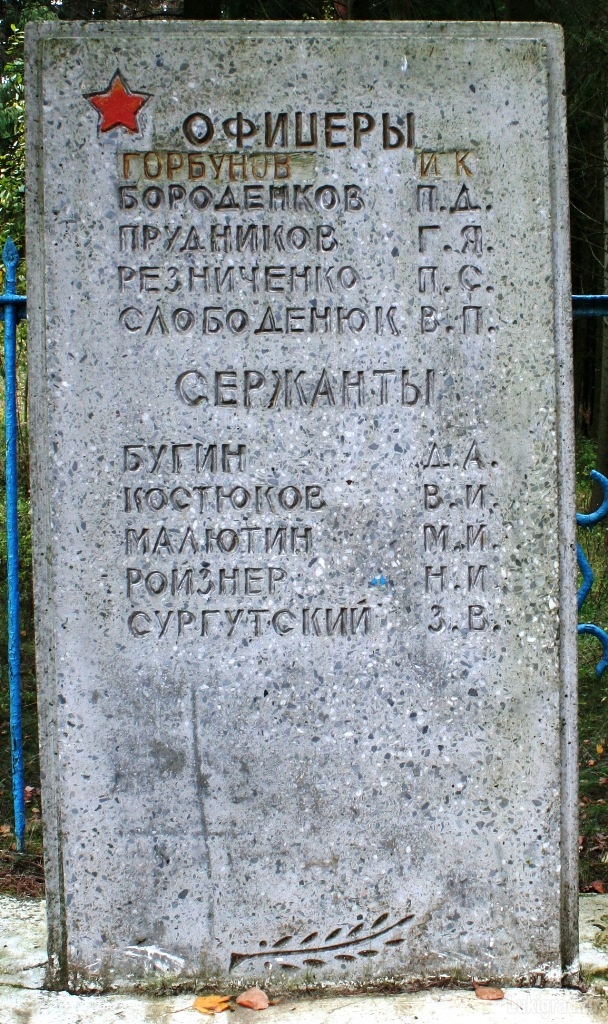 ОФИЦЕРЫ
ГОРБУНОВ И К
БОРОДЕНКОВ П.Д.
ПРУДНИКОВ Г.Я.
РЕЗНИЧЕНКО П.С.
СЛОБОДЕНЮК В.П.
СЕРЖАНТЫ
БУГИН Д.А.
КОСТЮКОВ В.И.
МАЛЮТИН М.И.
РОЙЗНЕР Н.И
СУРГУТСКИЙ З.В.